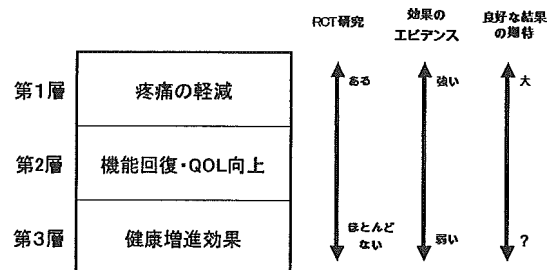 RCT研究
効果の
エビデンス
良好な結果
の期待
第1層
疼痛の軽減
ある
強い
大
第2層
機能回復・QOL向上
第3層
健康増進効果
ほとんど
ない
弱い
?